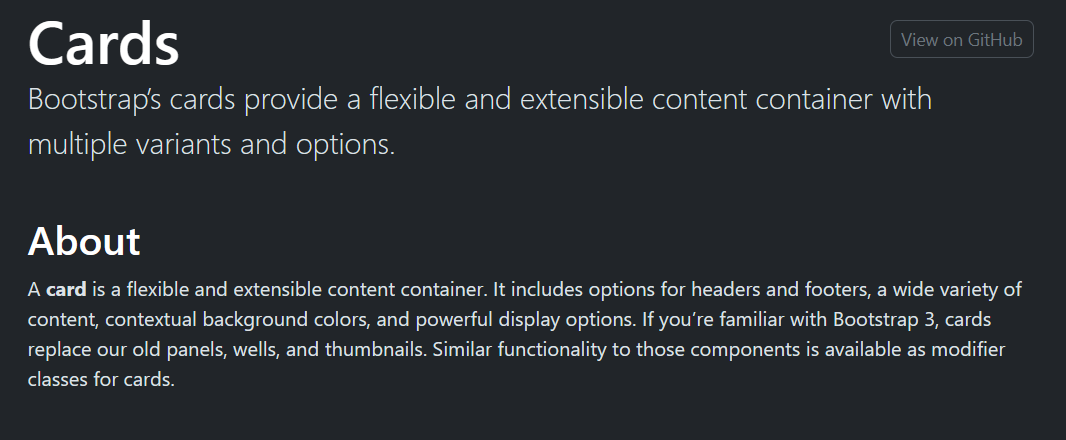 Cards
View on GitHub
Bootstrap’s cards provide a flexible and extensible content container with
multiple variants and options.
About
A card is a flexible and extensible content container. It includes options for headers and footers, a wide variety of
content, contextual background colors, and powerful display options. If you’re familiar with Bootstrap 3, cards
replace our old panels, wells, and thumbnails. Similar functionality to those components is available as modifier
classes for cards.